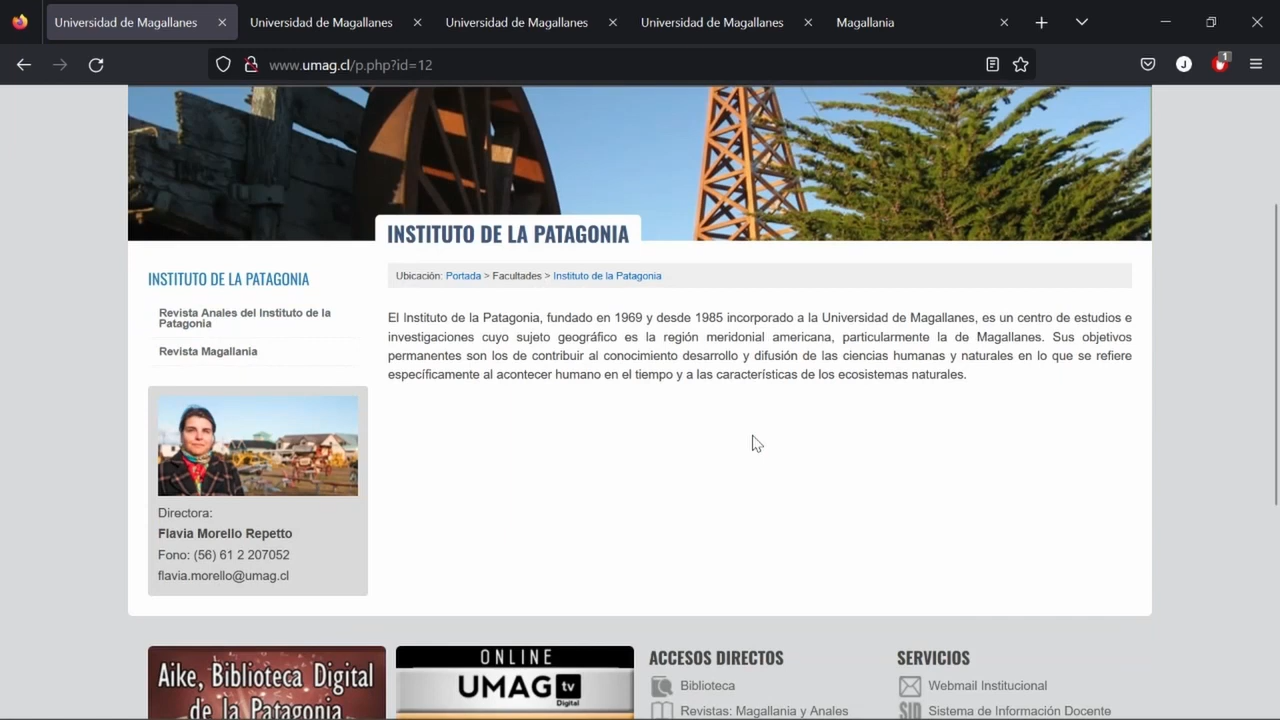 Universidad de Magallanes
Universidad de Magallanes
Universidad de Magallanes
Universidad de Magallanes
Magallania
www.umag.cl/p.php?id=12
J
1
INSTITUTO DE LA PATAGONIA
INSTITUTO DE LA PATAGONIA
Revista Anales del Instituto de la
Patagonia
Revista Magallania
Ubicación: Portada > Facultades > Instituto de la Patagonia
El Instituto de la Patagonia, fundado en 1969 y desde 1985 incorporado a la Universidad de Magallanes, es un centro de estudios e
investigaciones cuyo sujeto geográfico es la región meridonial americana, particularmente la de Magallanes. Sus objetivos
permanentes son los de contribuir al conocimiento desarrollo y difusión de las ciencias humanas y naturales en lo que se refiere
específicamente al acontecer humano en el tiempo y a las características de los ecosistemas naturales.
Directora:
Flavia Morello Repetto
Fono: (56) 61 2 207052
flavia.morello@umag.cl
Aike, Biblioteca Digital
de la Patagonia
ONLINE
UMAG tv
Digital
ACCESOS DIRECTOS
Biblioteca
Revistas: Magallania y Anales
SERVICIOS
Webmail Institucional
SID Sistema de Información Docente